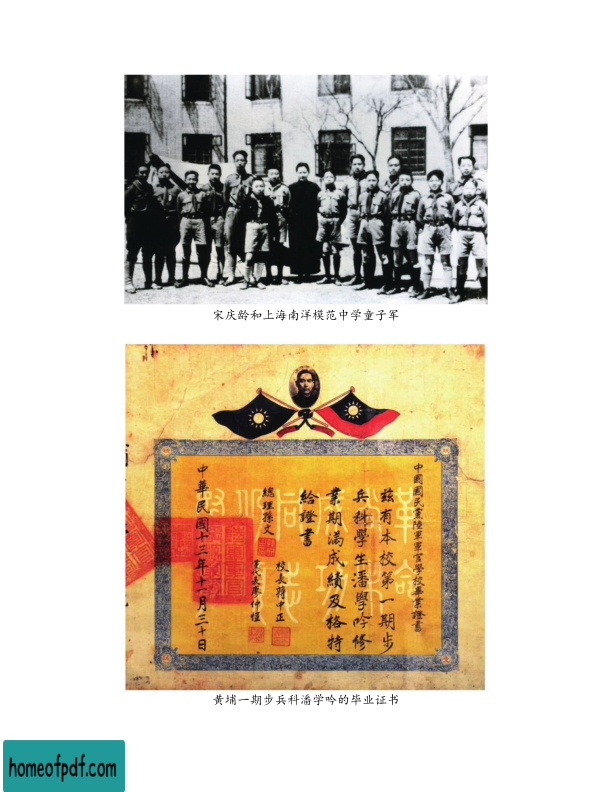 宋庆龄和上海南洋模范中学童子军
中國國民黨陸軍軍官學校畢業證書
茲有本校第一期步
兵科學生潘學吟修
業期滿成績及格特
給證書
總理孫文
校長蔣中正
黨代表廖仲愷
中華民國十三年十一月三十日
黄埔一期步兵科潘学吟的毕业证书
homeofpdf.com